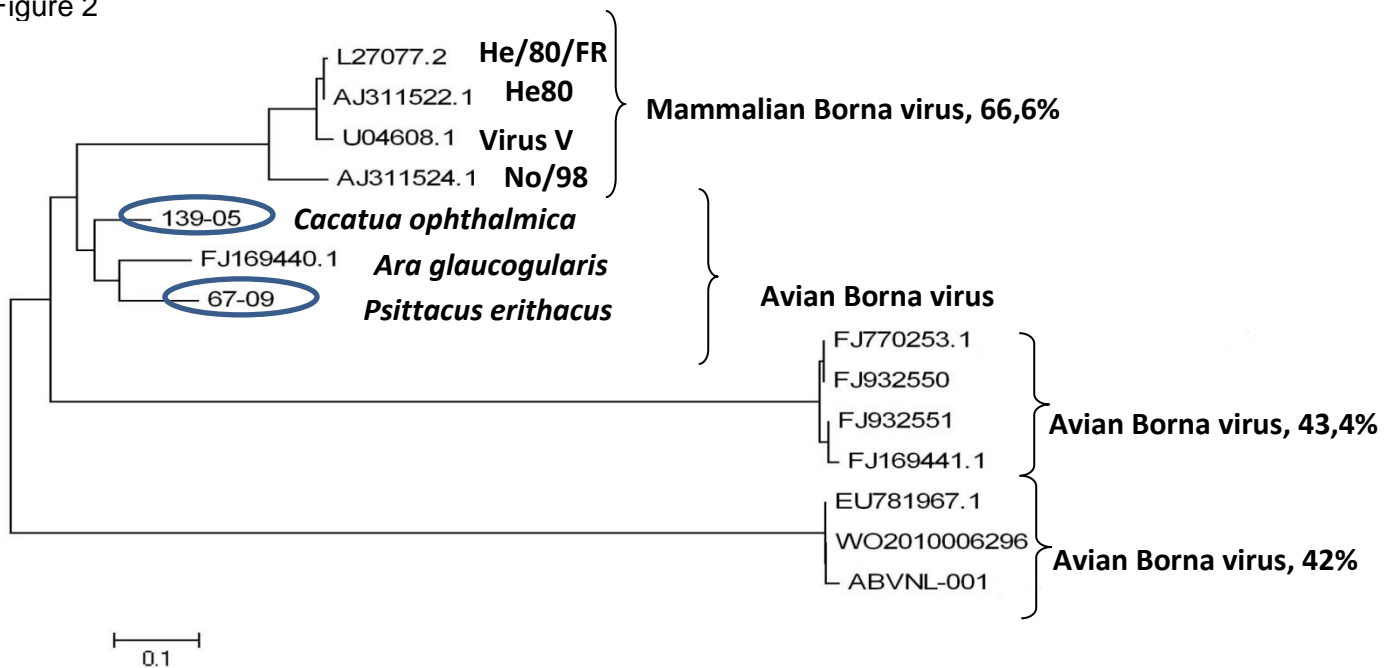 Figure 2
L27077.2 He/80/FR
AJ311522.1 He80
Mammalian Borna virus, 66,6%
U04608.1 Virus V
AJ311524.1 No/98
139-05 Cacatua ophthalmica
FJ169440.1 Ara glaucogularis
67-09 Psittacus erithacus
Avian Borna virus
FJ770253.1
FJ932550
FJ932551
Avian Borna virus, 43,4%
FJ169441.1
EU781967.1
WO2010006296
Avian Borna virus, 42%
ABVNL-001
0.1